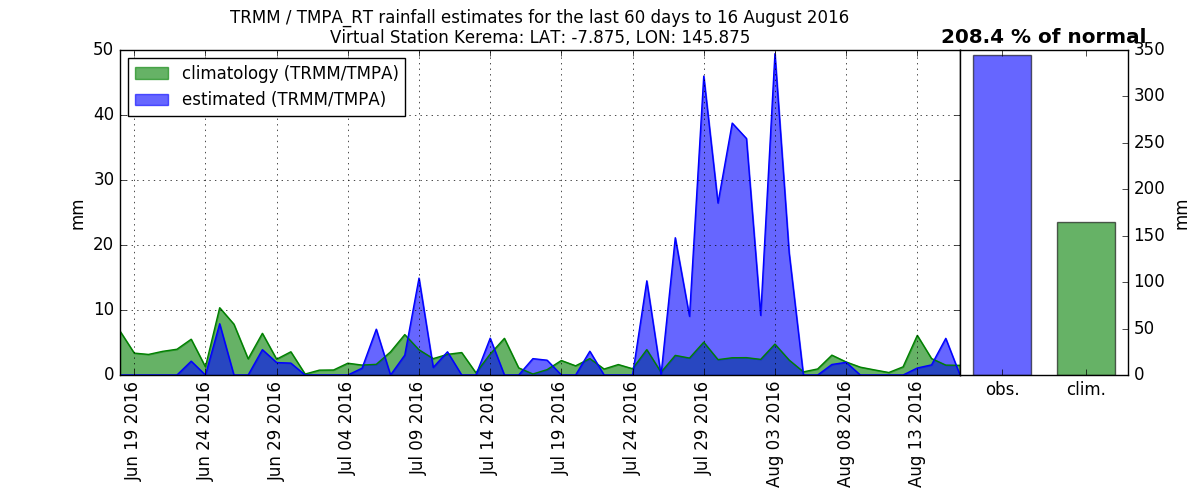 TRMM / TMPA_RT rainfall estimates for the last 60 days to 16 August 2016
Virtual Station Kerema: LAT: -7.875, LON: 145.875
208.4 % of normal
climatology (TRMM/TMPA)
estimated (TRMM/TMPA)
50
40
30
20
10
0
mm
Jun 19 2016
Jun 24 2016
Jun 29 2016
Jul 04 2016
Jul 09 2016
Jul 14 2016
Jul 19 2016
Jul 24 2016
Jul 29 2016
Aug 03 2016
Aug 08 2016
Aug 13 2016
obs.
clim.
350
300
250
200
150
100
50
0
mm